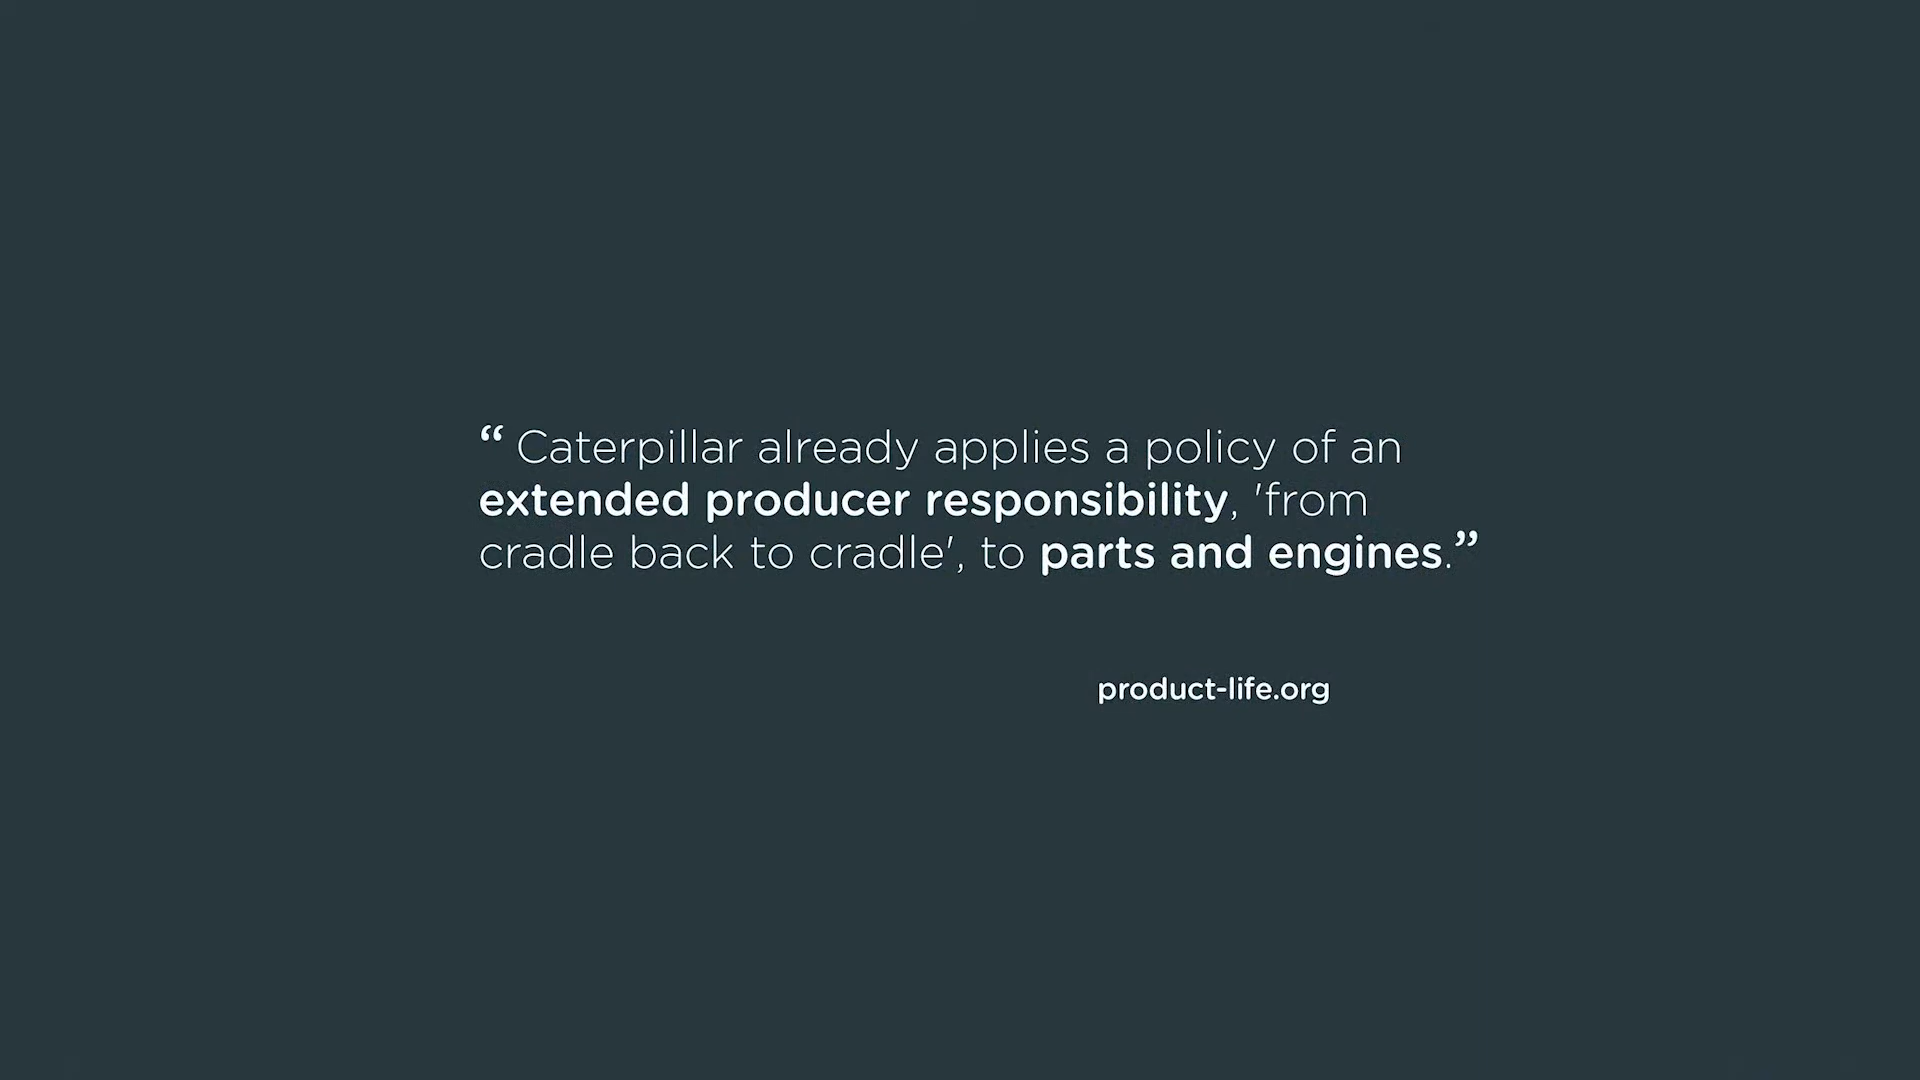 “ Caterpillar already applies a policy of an
extended producer responsibility, 'from
cradle back to cradle', to parts and engines.”
product-life.org